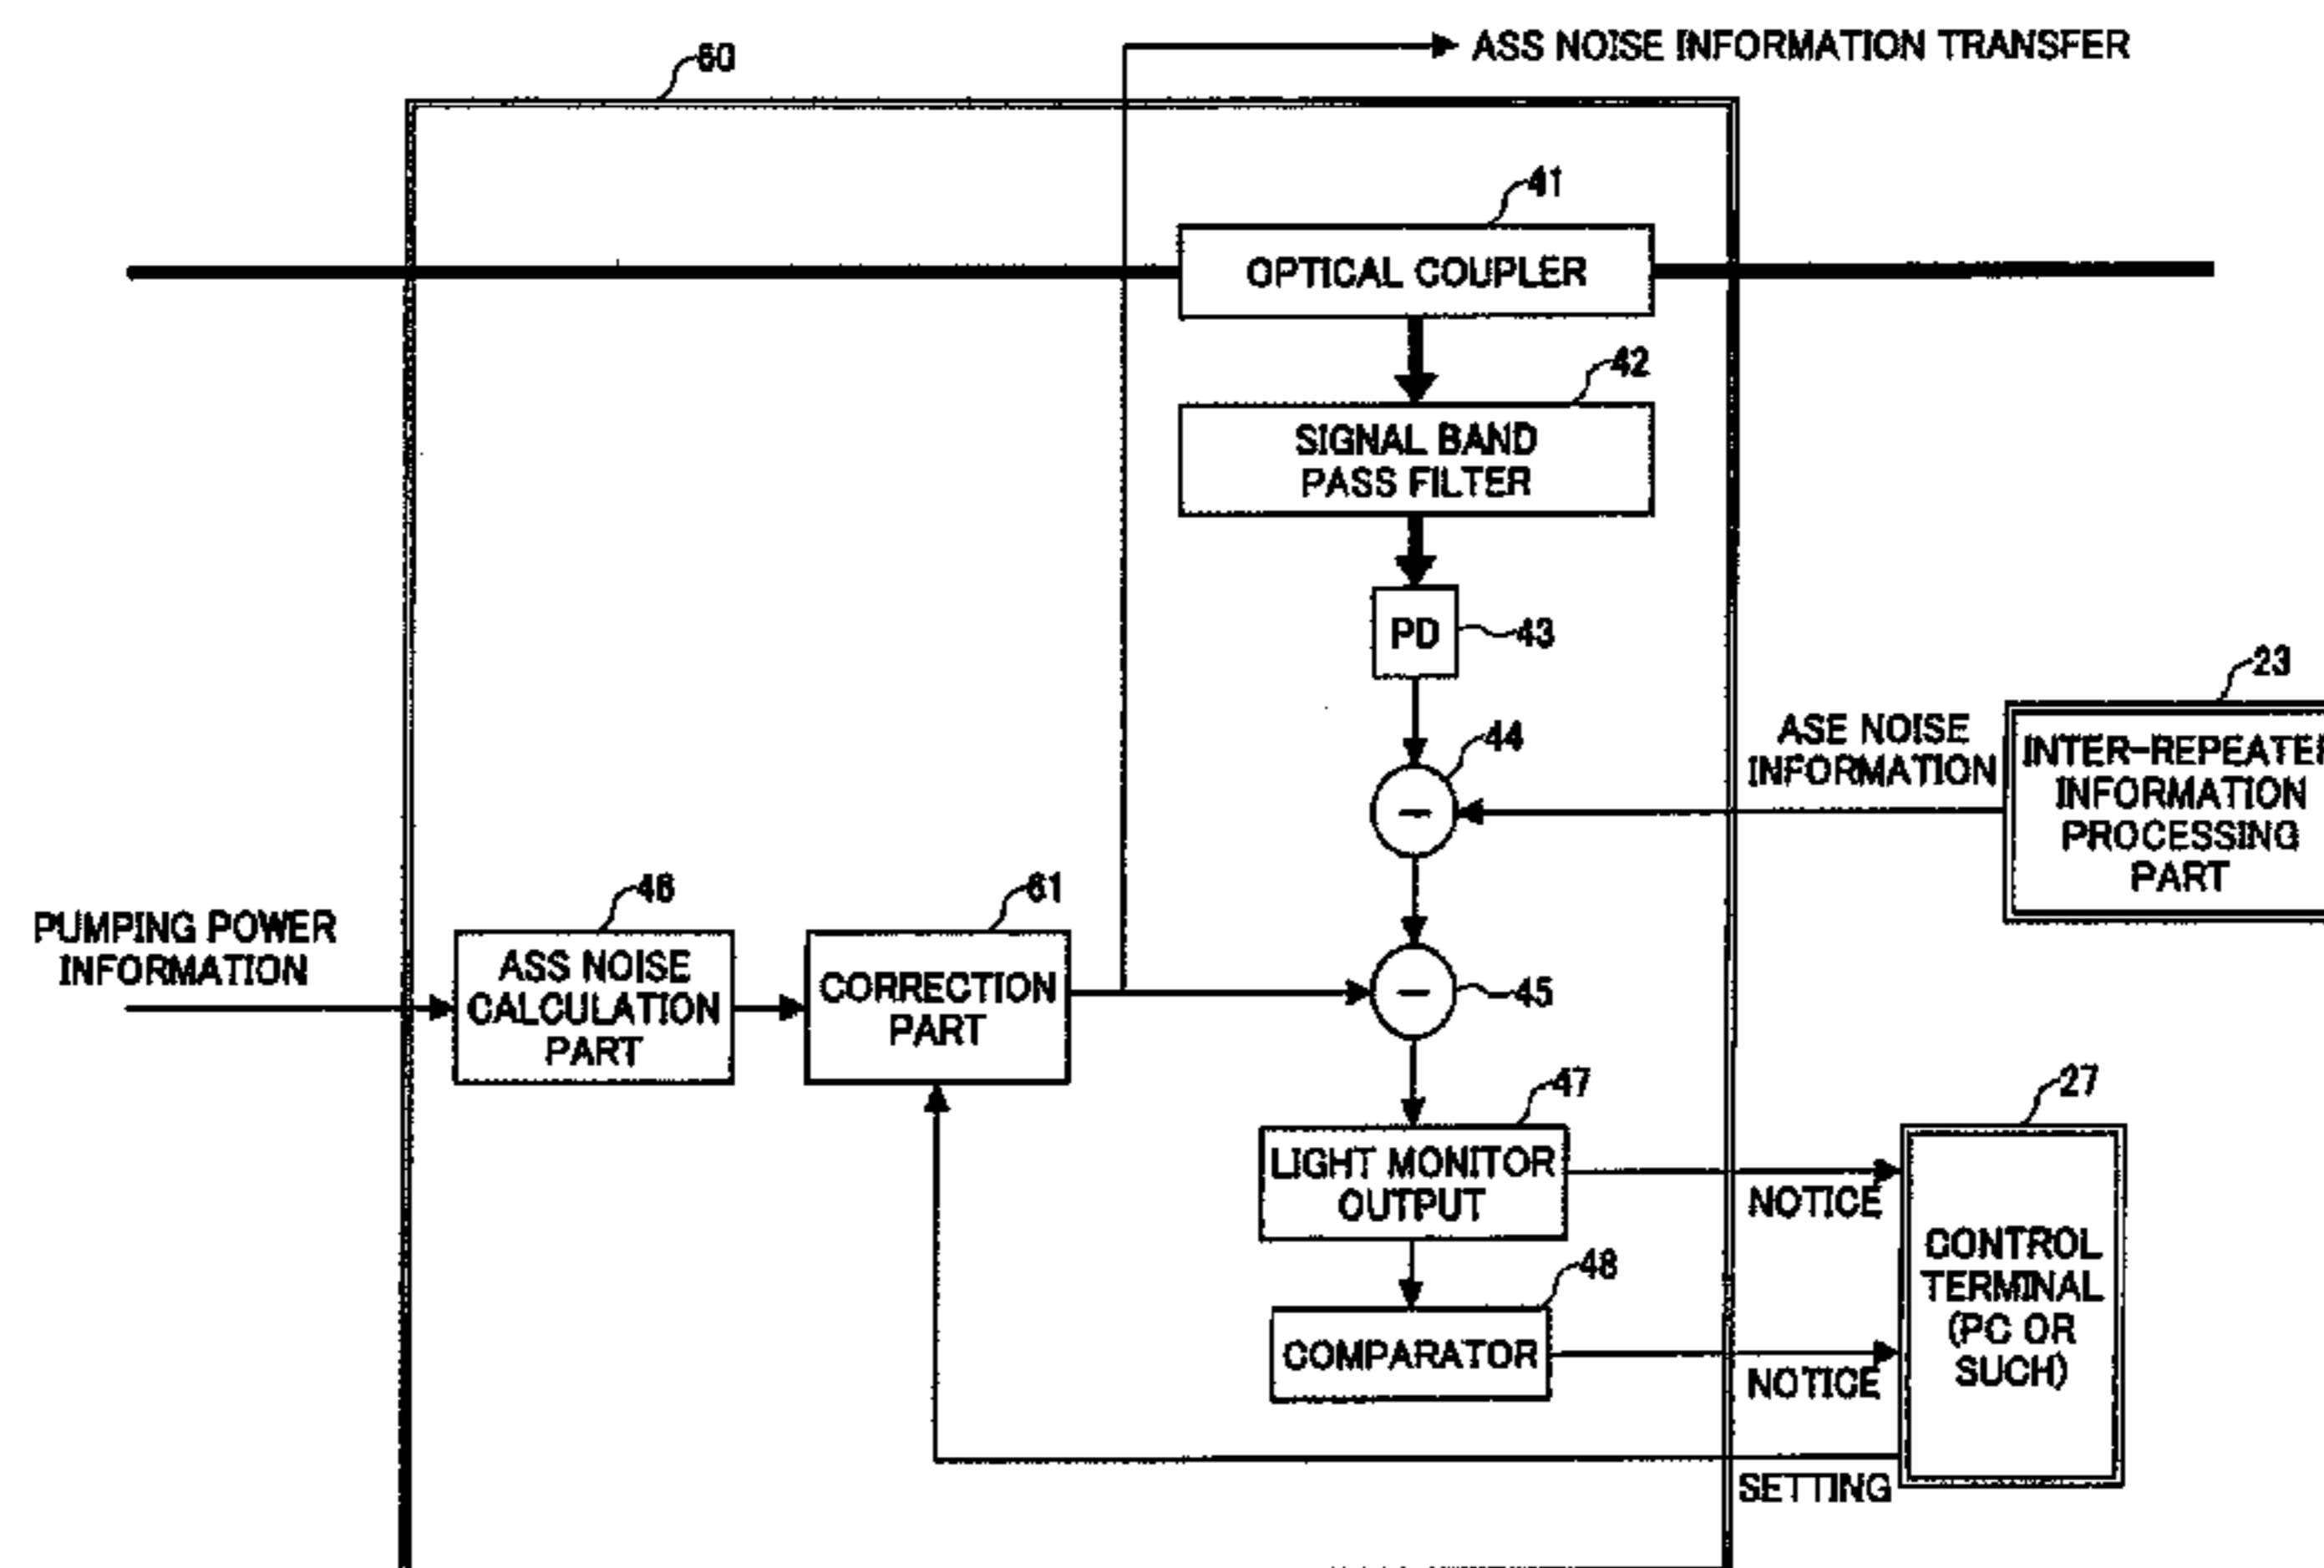 60
ASS NOISE INFORMATION TRANSFER
41
OPTICAL COUPLER
42
SIGNAL BAND
PASS FILTER
PD
43
23
44
ASE NOISE
INFORMATION
INTER-REPEATER
INFORMATION
PROCESSING
PART
PUMPING POWER
INFORMATION
46
ASS NOISE
CALCULATION
PART
61
CORRECTION
PART
45
47
LIGHT MONITOR
OUTPUT
NOTICE
27
CONTROL
TERMINAL
(PC OR
SUCH)
48
COMPARATOR
NOTICE
SETTING